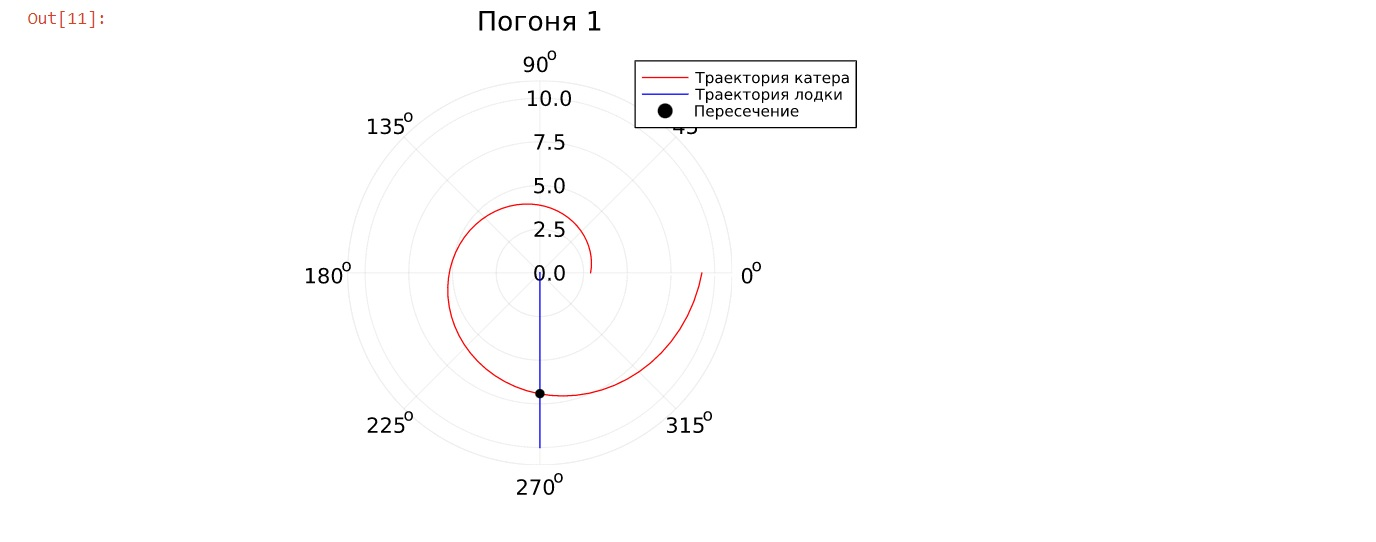 Out[11]:
Погоня 1
90°
Траектория катера
Траектория лодки
Пересечение
10.0
135°
45
7.5
5.0
2.5
180°
0.0
0°
225°
315°
270°